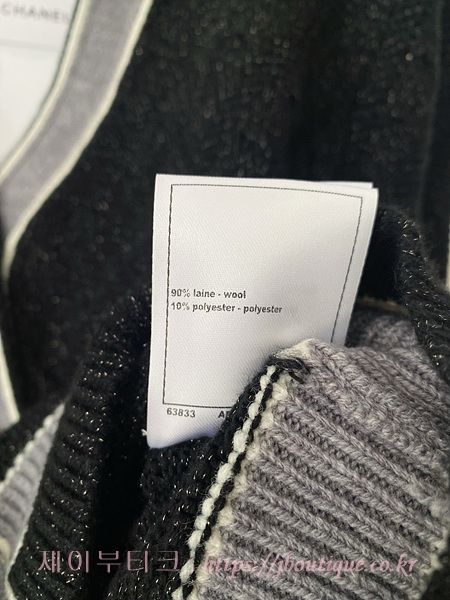 CHANEL
90% laine - wool
10% polyester - polyester
63833
제이부티크 https://jboutique.co.kr